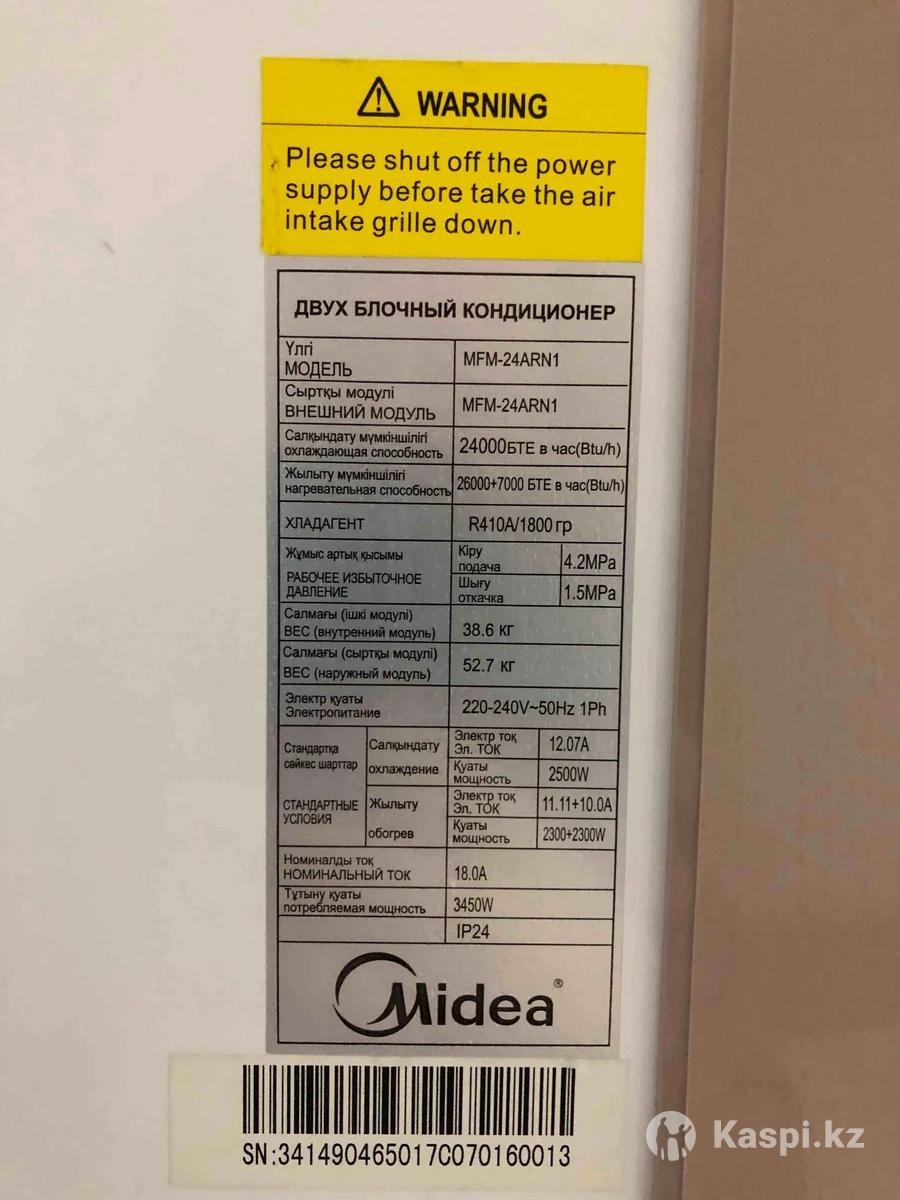 WARNING
Please shut off the power
supply before take the air
intake grille down.
ДВУХ БЛОЧНЫЙ КОНДИЦИОНЕР
Үлгі
МОДЕЛЬ
MFM-24ARN1
Сыртқы модулі
ВНЕШНИЙ МОДУЛЬ
MFM-24ARN1
Салқындату мүмкіншілігі
охлаждающая способность
24000БТЕ в час(Btu/h)
Жылыту мүмкіншілігі
нагревательная способность
26000+7000 БТЕ в час(Btu/h)
ХЛАДАГЕНТ
R410A/1800 гр
Жұмыс артық қысымы
РАБОЧЕЕ ИЗБЫТОЧНОЕ
ДАВЛЕНИЕ
Кіру
подача
4.2MPa
Шығу
откачка
1.5MPa
Салмағы (ішкі модулі)
ВЕС (внутренний модуль)
38.6 кг
Салмағы (сыртқы модулі)
ВЕС (наружный модуль)
52.7 кг
Электр қуаты
Электропитание
220-240V~50Hz 1Ph
Стандартқа
сәйкес шарттар
СТАНДАРТНЫЕ
УСЛОВИЯ
Салқындату
охлаждение
Электр тоқ
Эл. ТОК
12.07A
Қуаты
мощность
2500W
Жылыту
обогрев
Электр тоқ
Эл. ТОК
11.11+10.0A
Қуаты
мощность
2300+2300W
Номиналды тоқ
НОМИНАЛЬНЫЙ ТОК
18.0A
Тұтыну қуаты
потребляемая мощность
3450W
IP24
Midea®
SN:341490465017C070160013
Kaspi.kz